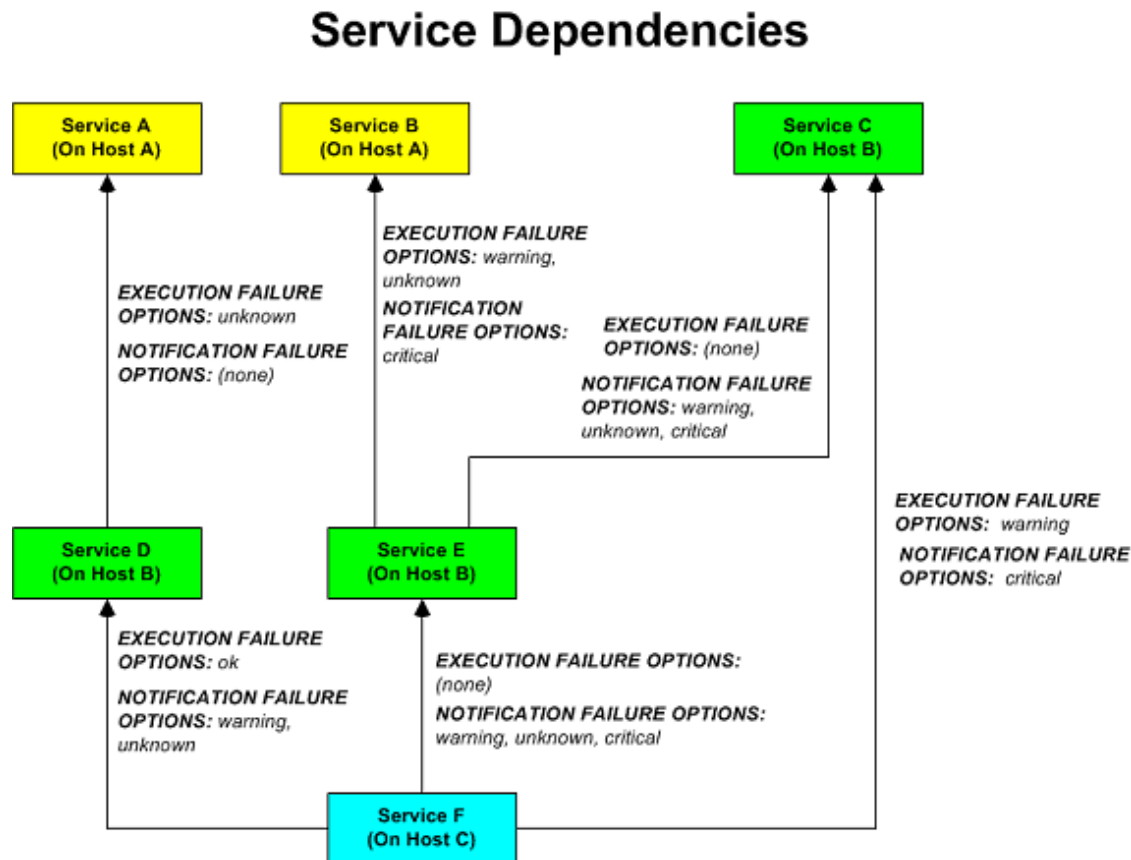 Service Dependencies
Service A
(On Host A)
Service B
(On Host A)
Service C
(On Host B)
EXECUTION FAILURE
OPTIONS: warning,
unknown
NOTIFICATION
FAILURE OPTIONS:
critical
EXECUTION FAILURE
OPTIONS: unknown
NOTIFICATION FAILURE
OPTIONS: (none)
EXECUTION FAILURE
OPTIONS: (none)
NOTIFICATION FAILURE
OPTIONS: warning,
unknown, critical
EXECUTION FAILURE
OPTIONS: warning
NOTIFICATION FAILURE
OPTIONS: critical
Service D
(On Host B)
Service E
(On Host B)
EXECUTION FAILURE
OPTIONS: ok
NOTIFICATION FAILURE
OPTIONS: warning,
unknown
EXECUTION FAILURE OPTIONS:
(none)
NOTIFICATION FAILURE OPTIONS:
warning, unknown, critical
Service F
(On Host C)